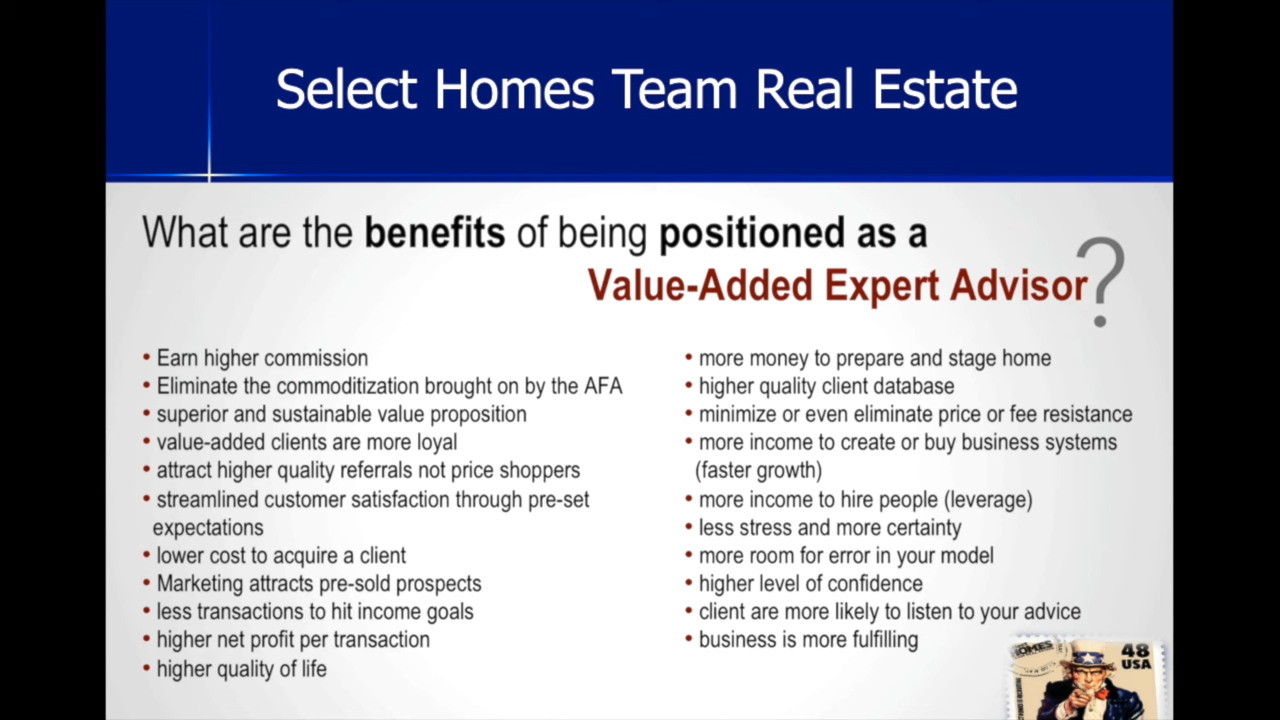 Select Homes Team Real Estate
What are the benefits of being positioned as a
Value-Added Expert Advisor?
• Earn higher commission
• Eliminate the commoditization brought on by the AFA
• superior and sustainable value proposition
• value-added clients are more loyal
• attract higher quality referrals not price shoppers
• streamlined customer satisfaction through pre-set
expectations
• lower cost to acquire a client
• Marketing attracts pre-sold prospects
• less transactions to hit income goals
• higher net profit per transaction
• higher quality of life
• more money to prepare and stage home
• higher quality client database
• minimize or even eliminate price or fee resistance
• more income to create or buy business systems
(faster growth)
• more income to hire people (leverage)
• less stress and more certainty
• more room for error in your model
• higher level of confidence
• client are more likely to listen to your advice
• business is more fulfilling
HOMES
48
USA